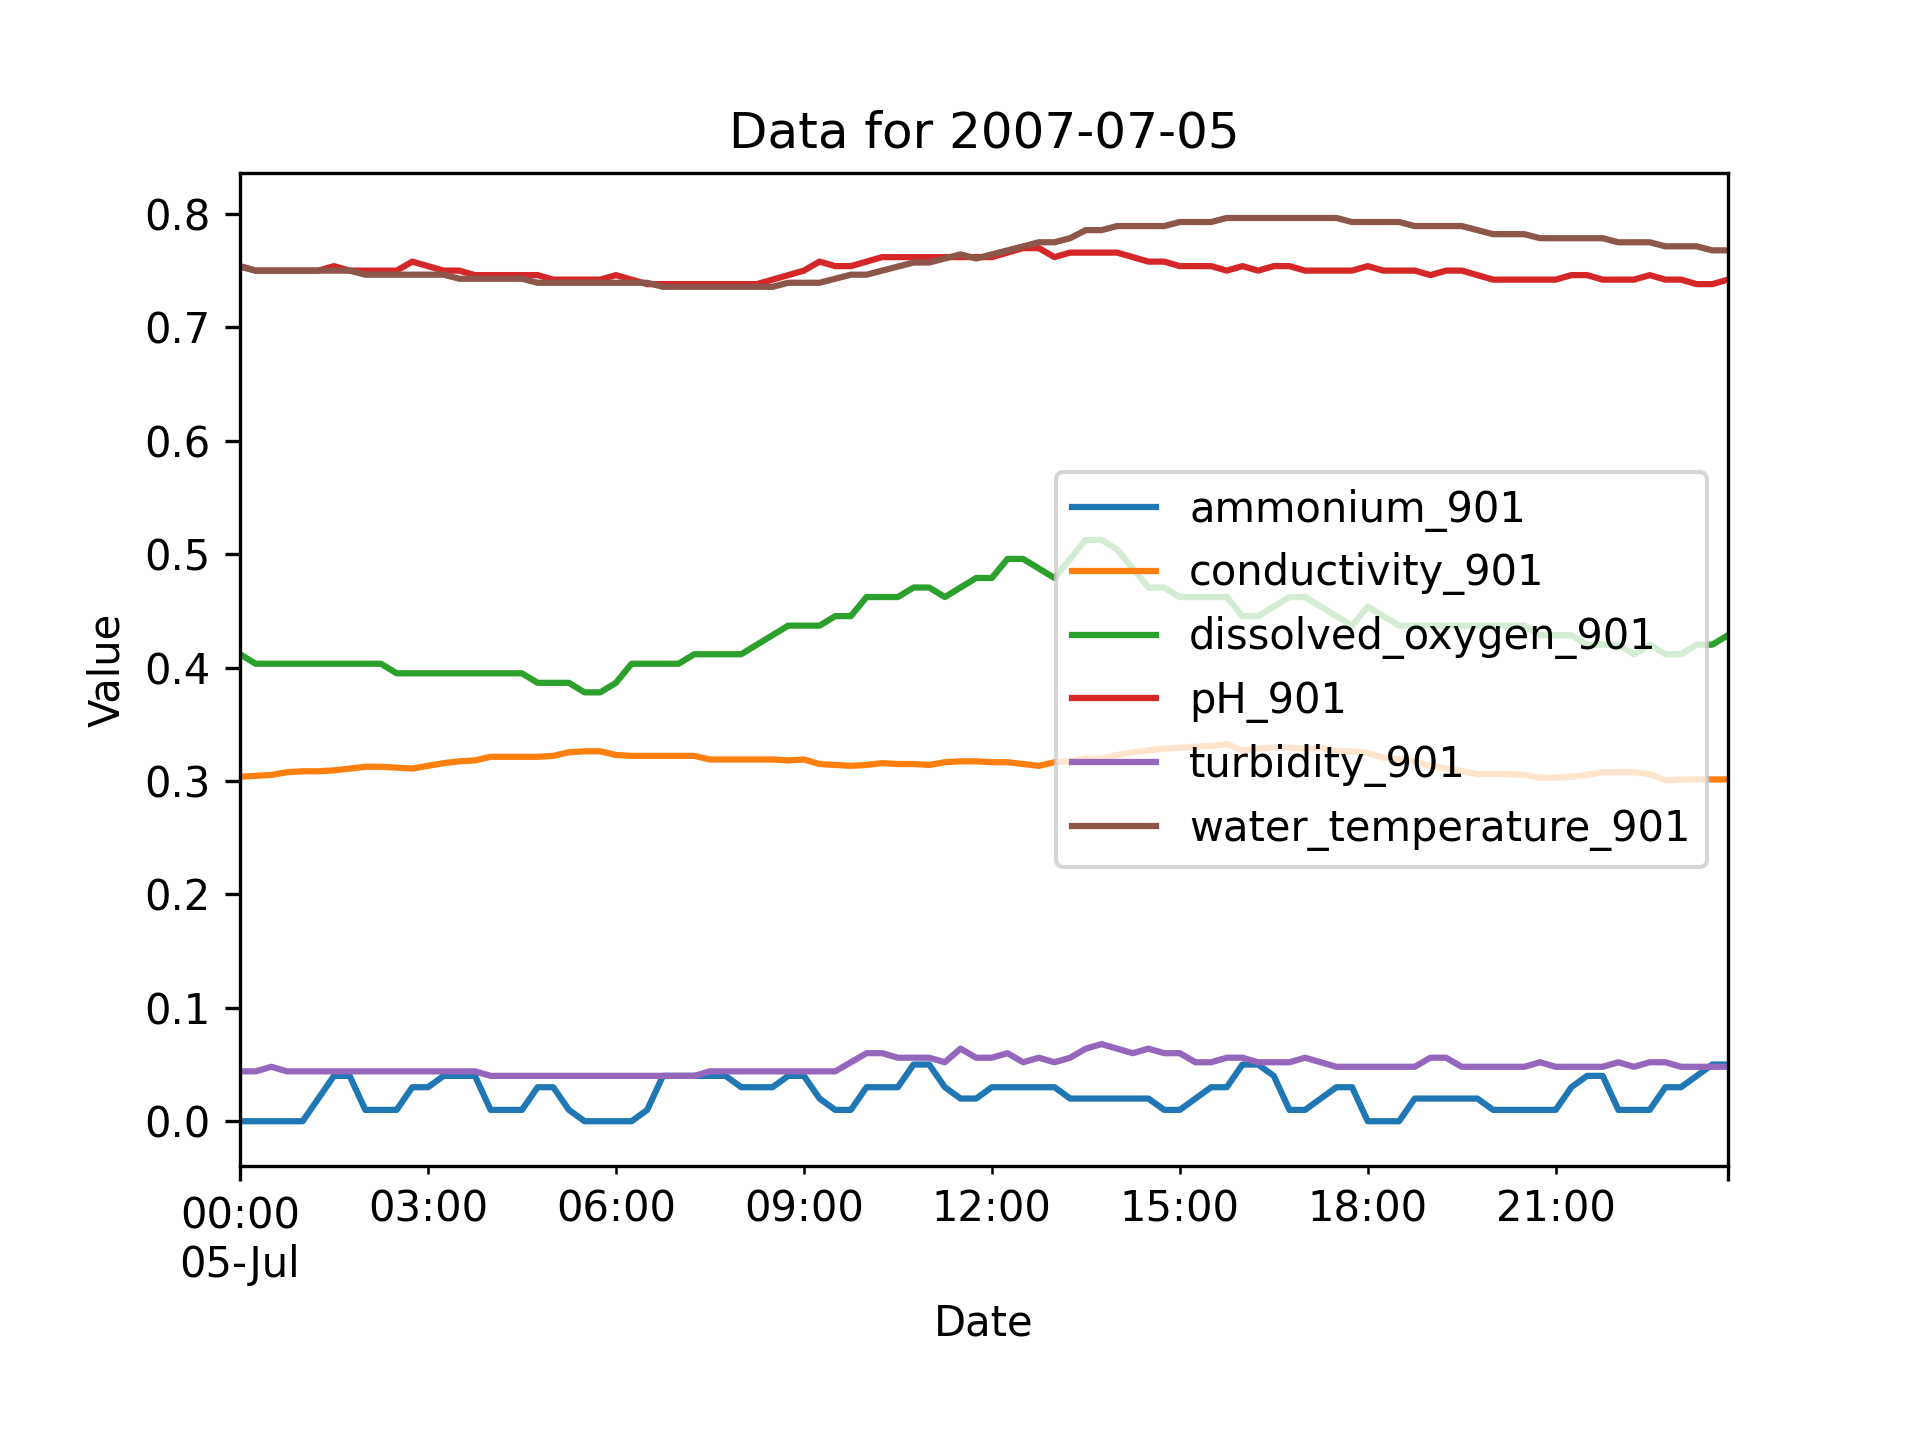 Data for 2007-07-05
Value
0.8
0.7
0.6
0.5
0.4
0.3
0.2
0.1
0.0
ammonium_901
conductivity_901
dissolved_oxygen_901
pH_901
turbidity_901
water_temperature_901
00:00 03:00 06:00 09:00 12:00 15:00 18:00 21:00
05-Jul
Date